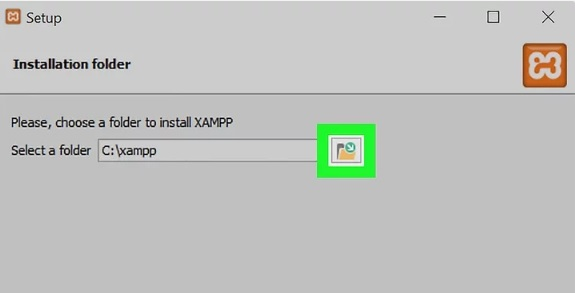 Setup
Installation folder
Please, choose a folder to install XAMPP
Select a folder C:\xampp